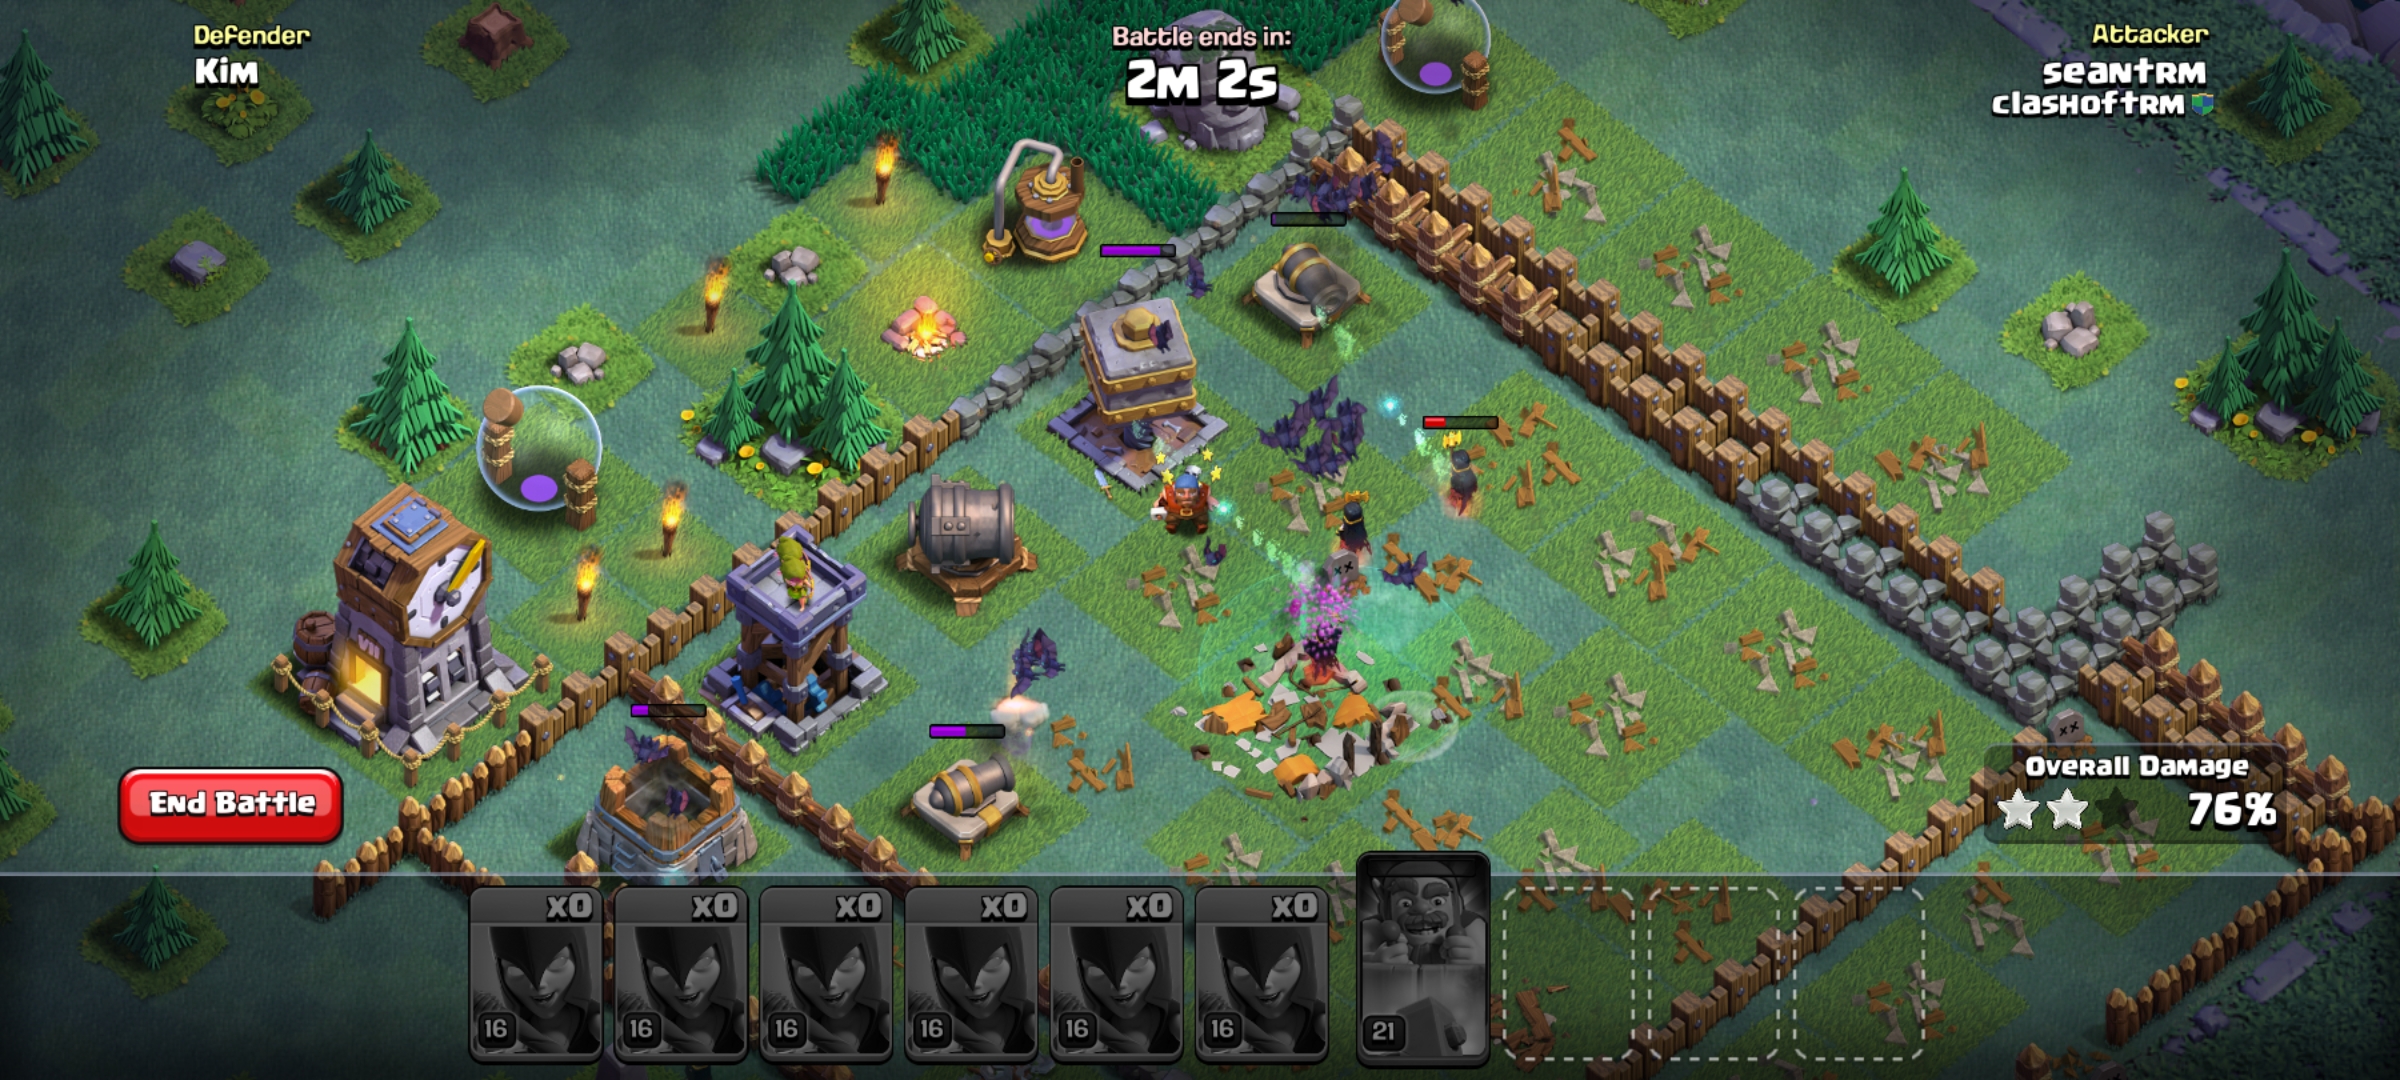 Defender
Kim
Battle ends in:
2M 2s
Attacker
seantrm
clashoftrm
VII
End Battle
Overall Damage
76%
x0
x0
x0
x0
x0
x0
16
16
16
16
16
16
21